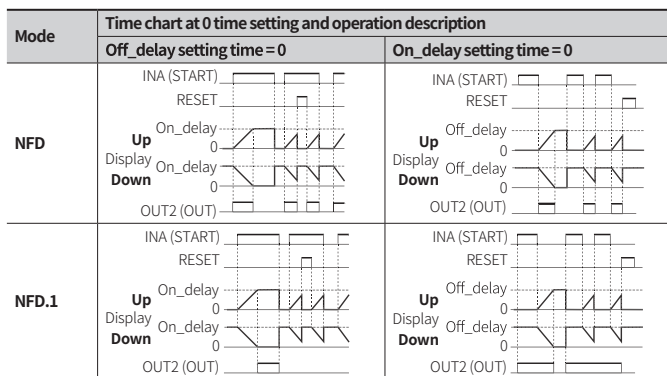 Mode
Time chart at 0 time setting and operation description
Off_delay setting time = 0
On_delay setting time = 0
NFD
INA (START)
RESET
Up
On_delay
0
Display
Down
On_delay
0
OUT2 (OUT)
INA (START)
RESET
Up
Off_delay
0
Display
Down
Off_delay
0
OUT2 (OUT)
NFD.1
INA (START)
RESET
Up
On_delay
0
Display
Down
On_delay
0
OUT2 (OUT)
INA (START)
RESET
Up
Off_delay
0
Display
Down
Off_delay
0
OUT2 (OUT)